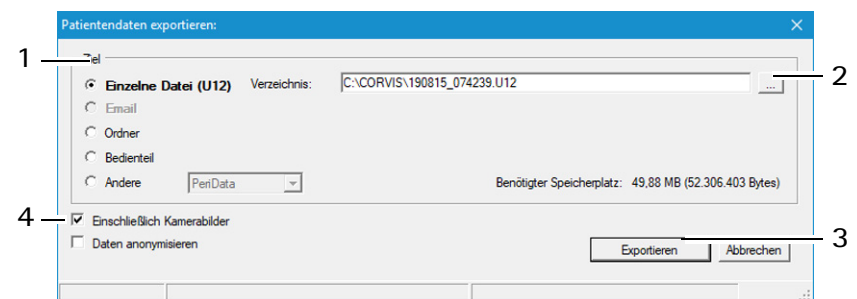 Patientendaten exportieren:
1
Ziel
Einzelne Datei (U12) Verzeichnis: C:\CORVIS\190815_074239.U12 ... 2
Email
Ordner
Bedienteil
Andere PeriData Benötigter Speicherplatz: 49,88 MB (52.306.403 Bytes)
4 Einschließlich Kamerabilder
Daten anonymisieren Exportieren Abbrechen 3